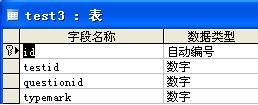 test3 : 表
字段名称 数据类型
id 自动编号
testid 数字
questionid 数字
typemark 数字